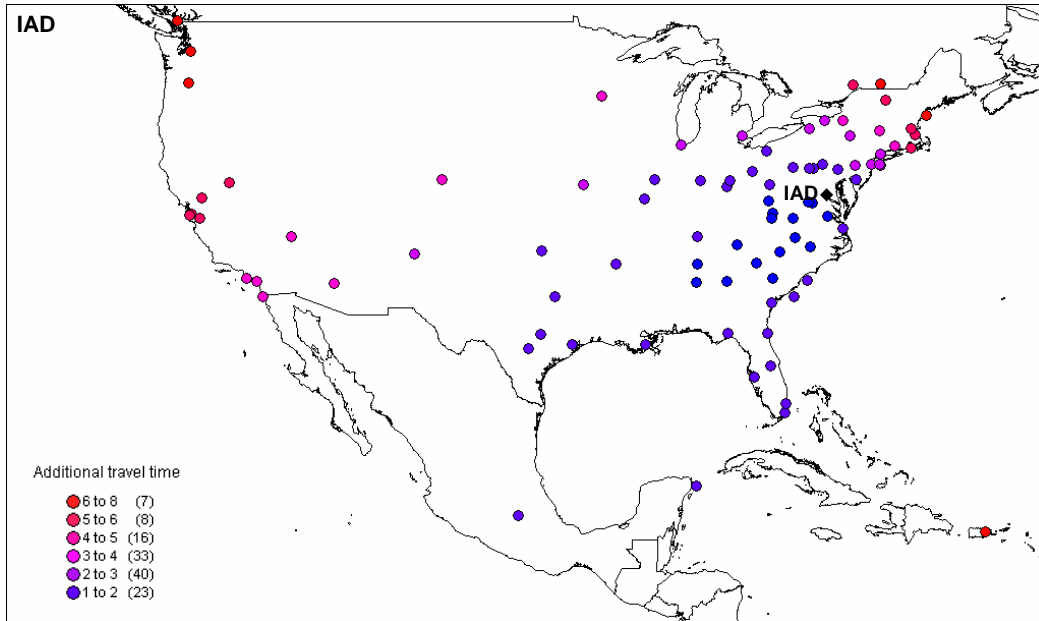 IAD
IAD
Additional travel time
6 to 8 (7)
5 to 6 (8)
4 to 5 (16)
3 to 4 (33)
2 to 3 (40)
1 to 2 (23)